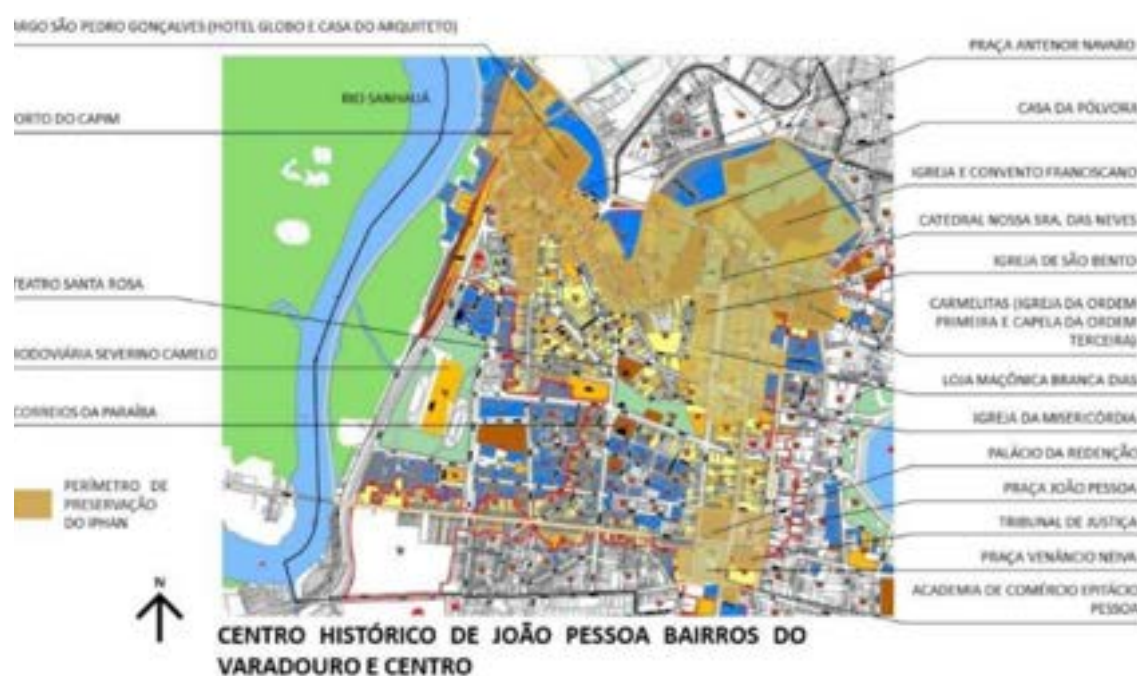 ARGO SÃO PEDRO GONÇALVES (HOTEL GLOBO E CASA DO ARQUITETO)
PRAÇA ANTENOR NAVARO
RIO SANHAUÁ
CASA DA PÓLVORA
ORTO DO CAPIM
IGREJA E CONVENTO FRANCISCANO
CATEDRAL NOSSA SRA. DAS NEVES
IGREJA DE SÃO BENTO
TEATRO SANTA ROSA
CARMELITAS (IGREJA DA ORDEM
PRIMEIRA E CAPELA DA ORDEM
TERCEIRA)
RODOVIÁRIA SEVERINO CAMELO
LOJA MAÇÔNICA BRANCA DIAS
CORREIOS DA PARAÍBA
IGREJA DA MISERICÓRDIA
PALÁCIO DA REDENÇÃO
PERÍMETRO DE
PRESERVAÇÃO
DO IPHAN
PRAÇA JOÃO PESSOA
TRIBUNAL DE JUSTIÇA
PRAÇA VENÂNCIO NEIVA
ACADEMIA DE COMÉRCIO EPITÁCIO
PESSOA
N
CENTRO HISTÓRICO DE JOÃO PESSOA BAIRROS DO
VARADOURO E CENTRO